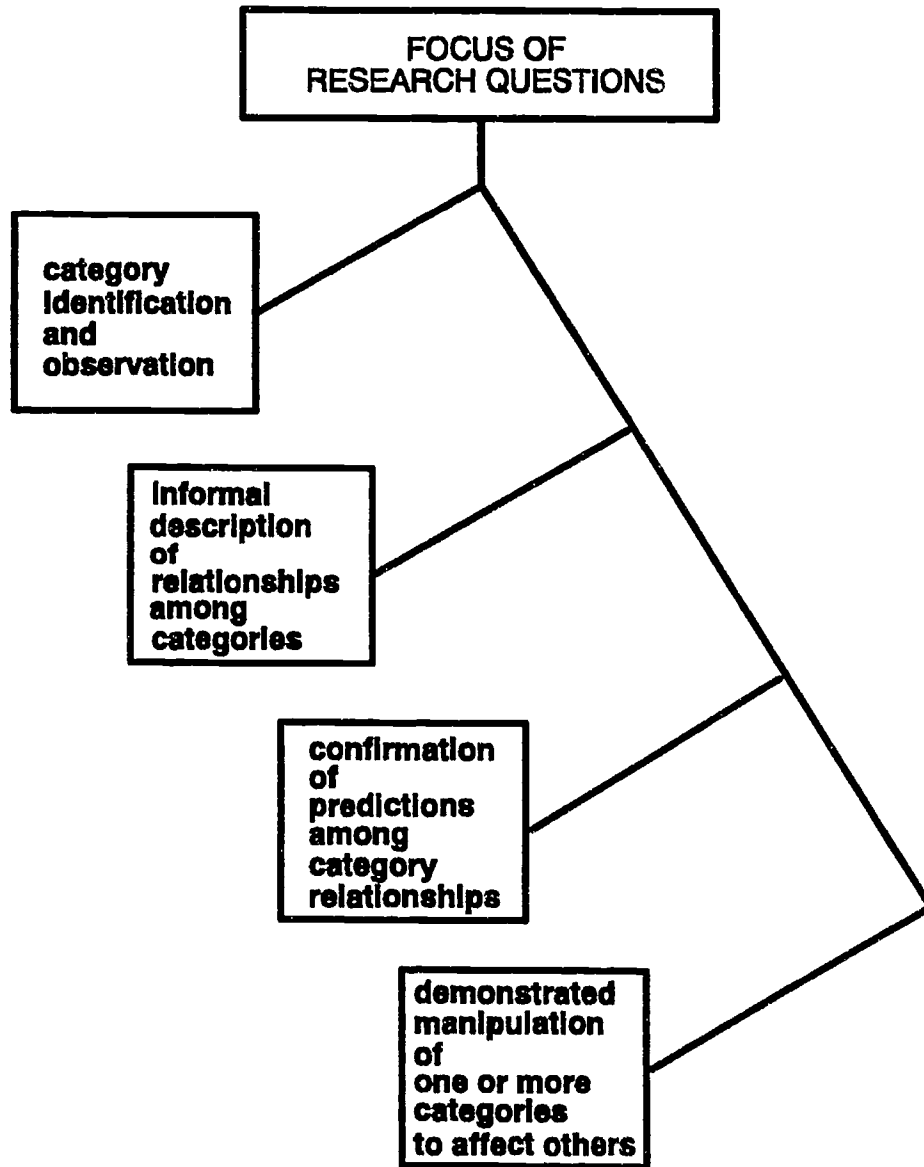 FOCUS OF
RESEARCH QUESTIONS
category
identification
and
observation
informal
description
of
relationships
among
categories
confirmation
of
predictions
among
category
relationships
demonstrated
manipulation
of
one or more
categories
to affect others